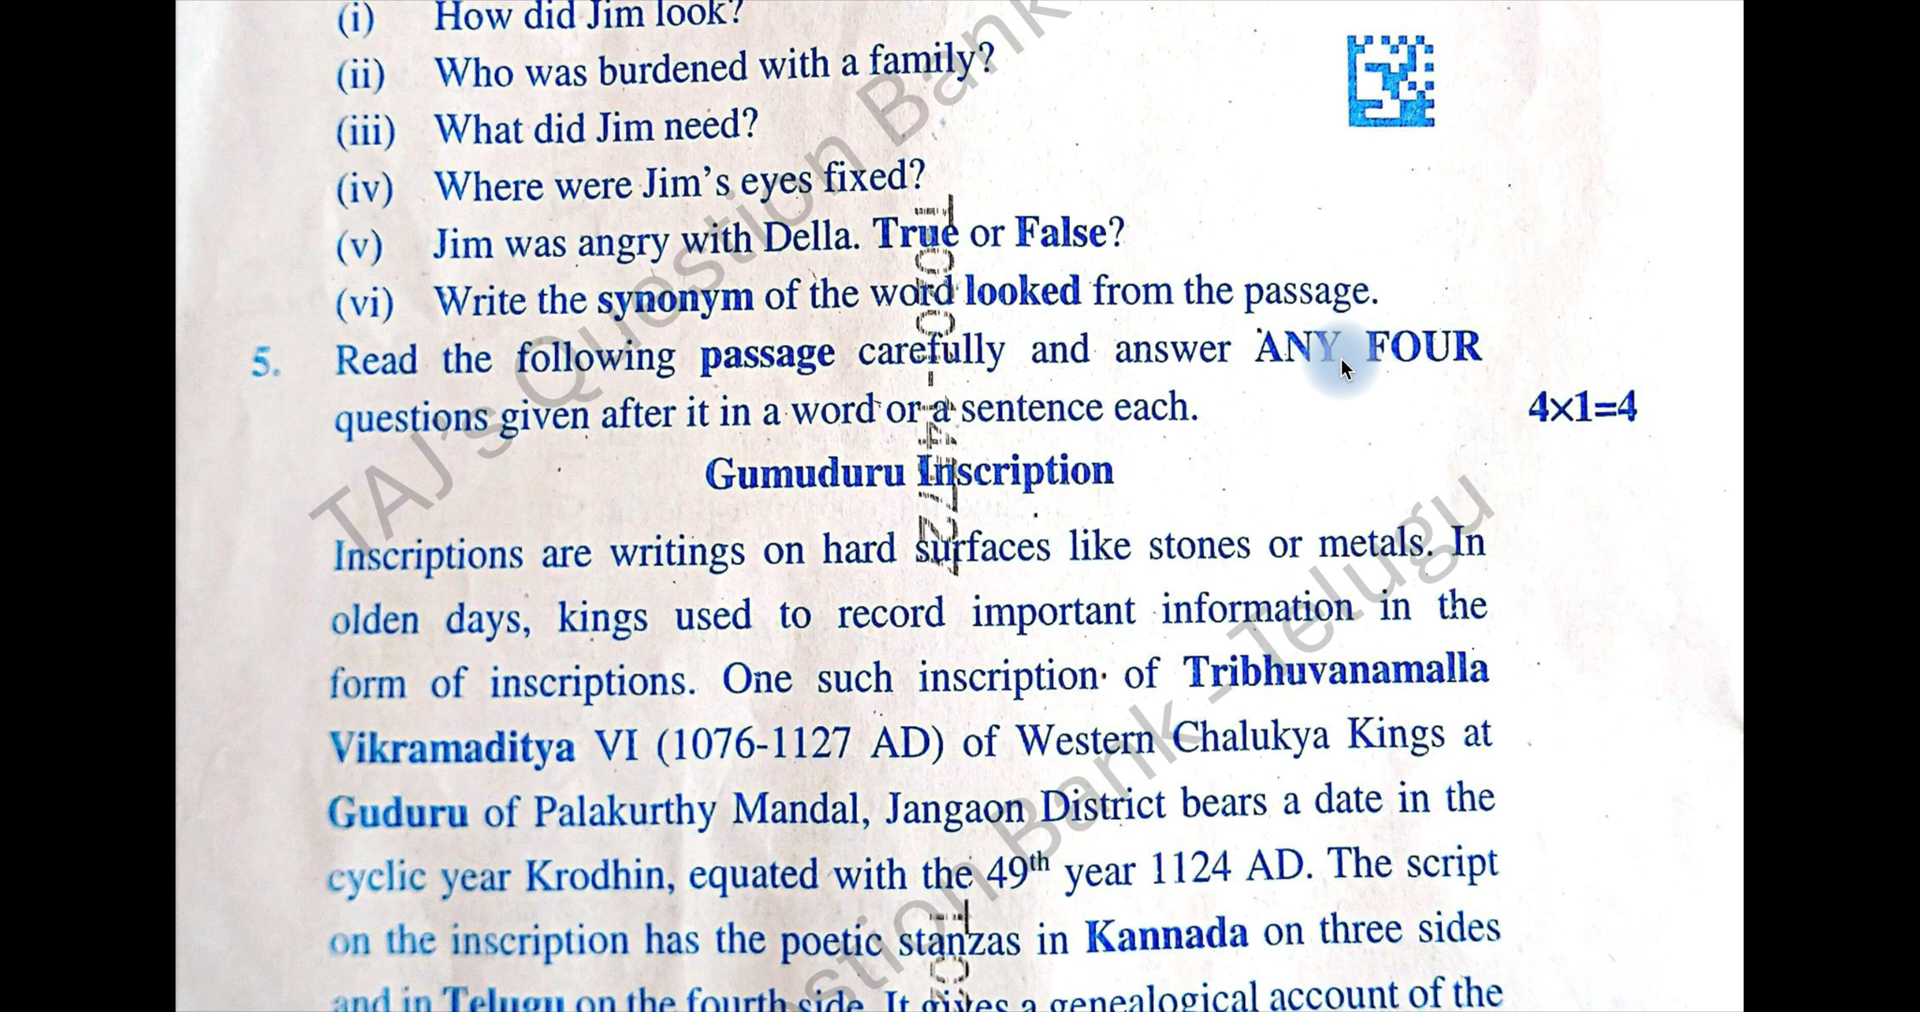 (i) How did Jim look?
(ii) Who was burdened with a family?
(iii) What did Jim need?
(iv) Where were Jim's eyes fixed?
(v) Jim was angry with Della. True or False?
(vi) Write the synonym of the word looked from the passage.
5. Read the following passage carefully and answer ANY FOUR
questions given after it in a word or a sentence each. 4×1=4
Gumuduru Inscription
Inscriptions are writings on hard surfaces like stones or metals. In
olden days, kings used to record important information in the
form of inscriptions. One such inscription of Tribhuvanamalla
Vikramaditya VI (1076-1127 AD) of Western Chalukya Kings at
Guduru of Palakurthy Mandal, Jangaon District bears a date in the
cyclic year Krodhin, equated with the 49th year 1124 AD. The script
on the inscription has the poetic stanzas in Kannada on three sides
and in Telugu on the fourth side. It gives a genealogical account of the
TAJ's Question Bank
Question Bank - Telugu